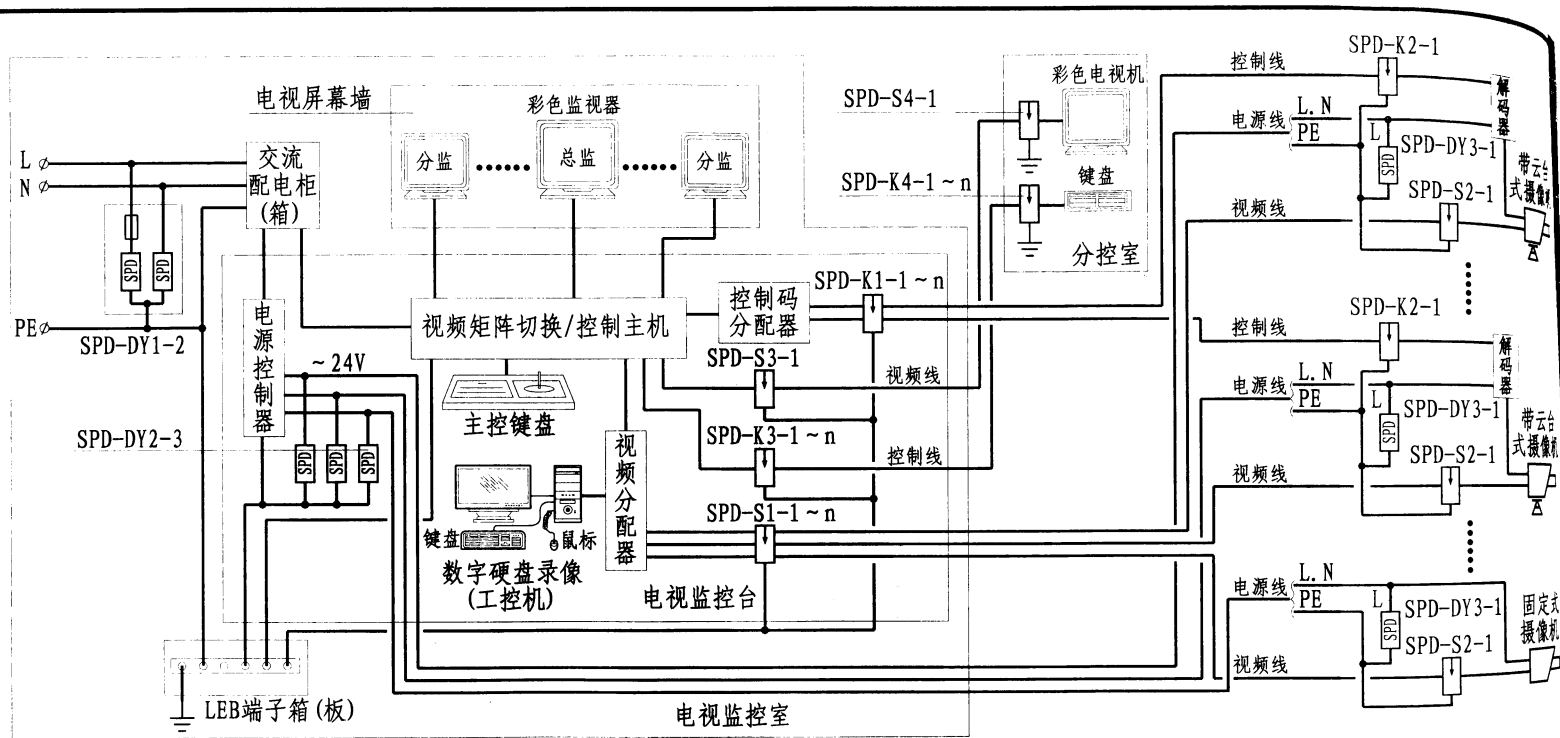 电视屏幕墙
彩色监视器
分监
总监
分监
L
N
PE
交流
配电柜
(箱)
SPD
SPD
SPD-DY1-2
电源控制器
~24V
SPD-DY2-3
SPD
SPD
SPD
视频矩阵切换/控制主机
主控键盘
键盘
鼠标
数字硬盘录像
(工控机)
视频分配器
控制码
分配器
SPD-K1-1~n
SPD-S3-1
视频线
SPD-K3-1~n
控制线
SPD-S1-1~n
电视监控台
LEB端子箱(板)
电视监控室
SPD-S4-1
SPD-K4-1~n
彩色电视机
键盘
分控室
控制线
SPD-K2-1
解码器
电源线
L.N
PE
L
SPD
SPD-DY3-1
SPD-S2-1
视频线
带云台
式摄像机
控制线
SPD-K2-1
解码器
电源线
L.N
PE
L
SPD
SPD-DY3-1
SPD-S2-1
视频线
带云台
式摄像机
电源线
L.N
PE
L
SPD
SPD-DY3-1
SPD-S2-1
视频线
固定式
摄像机